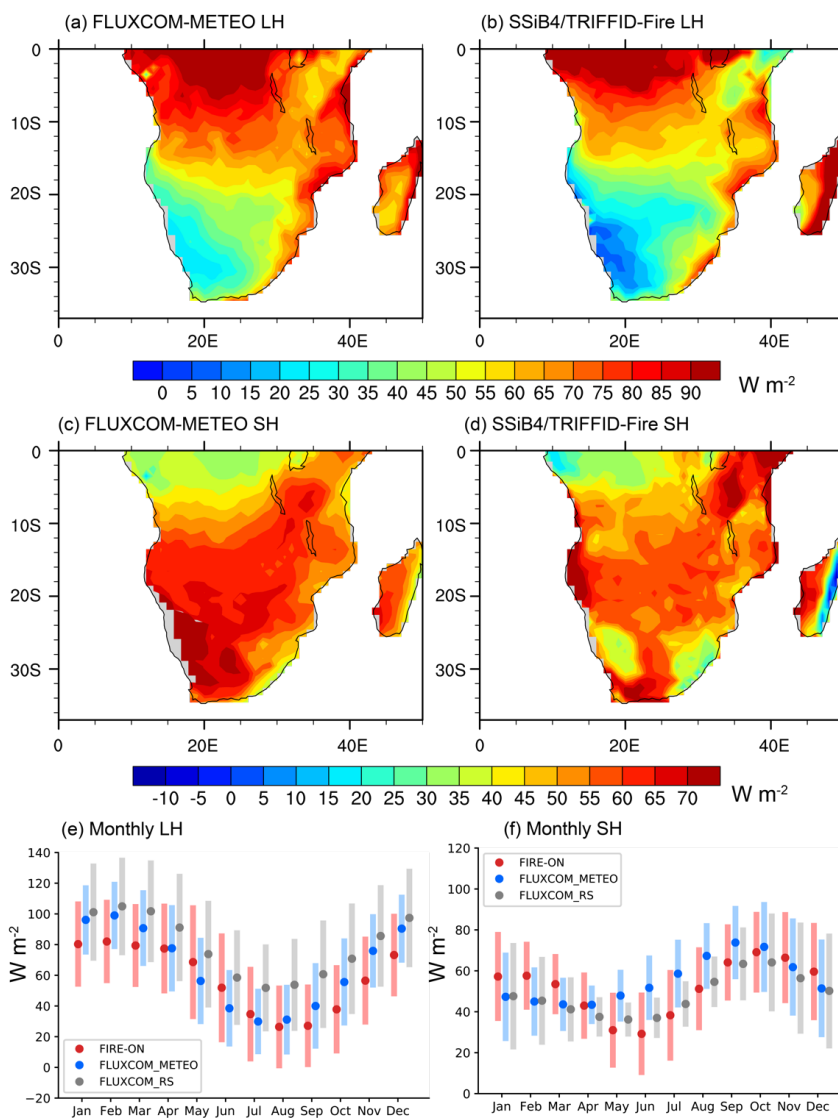 (a) FLUXCOM-METEO LH
(b) SSiB4/TRIFFID-Fire LH
0
10S
20S
30S
0 20E 40E
0
10S
20S
30S
0 20E 40E
0 5 10 15 20 25 30 35 40 45 50 55 60 65 70 75 80 85 90
W m-2
(c) FLUXCOM-METEO SH
(d) SSiB4/TRIFFID-Fire SH
0
10S
20S
30S
0 20E 40E
0
10S
20S
30S
0 20E 40E
-10 -5 0 5 10 15 20 25 30 35 40 45 50 55 60 65 70
W m-2
(e) Monthly LH
(f) Monthly SH
140
120
100
80
60
40
20
0
−20
W m-2
FIRE-ON
FLUXCOM_METEO
FLUXCOM_RS
Jan Feb Mar Apr May Jun Jul Aug Sep Oct Nov Dec
120
100
80
60
40
20
0
W m-2
FIRE-ON
FLUXCOM_METEO
FLUXCOM_RS
Jan Feb Mar Apr May Jun Jul Aug Sep Oct Nov Dec